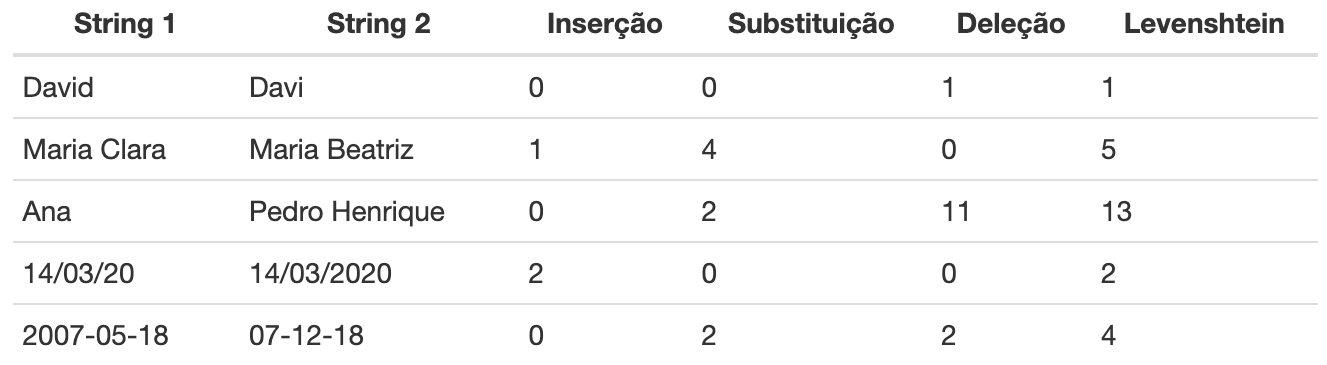 String 1 String 2 Inserção Substituição Deleção Levenshtein
David Davi 0 0 1 1
Maria Clara Maria Beatriz 1 4 0 5
Ana Pedro Henrique 0 2 11 13
14/03/20 14/03/2020 2 0 0 2
2007-05-18 07-12-18 0 2 2 4